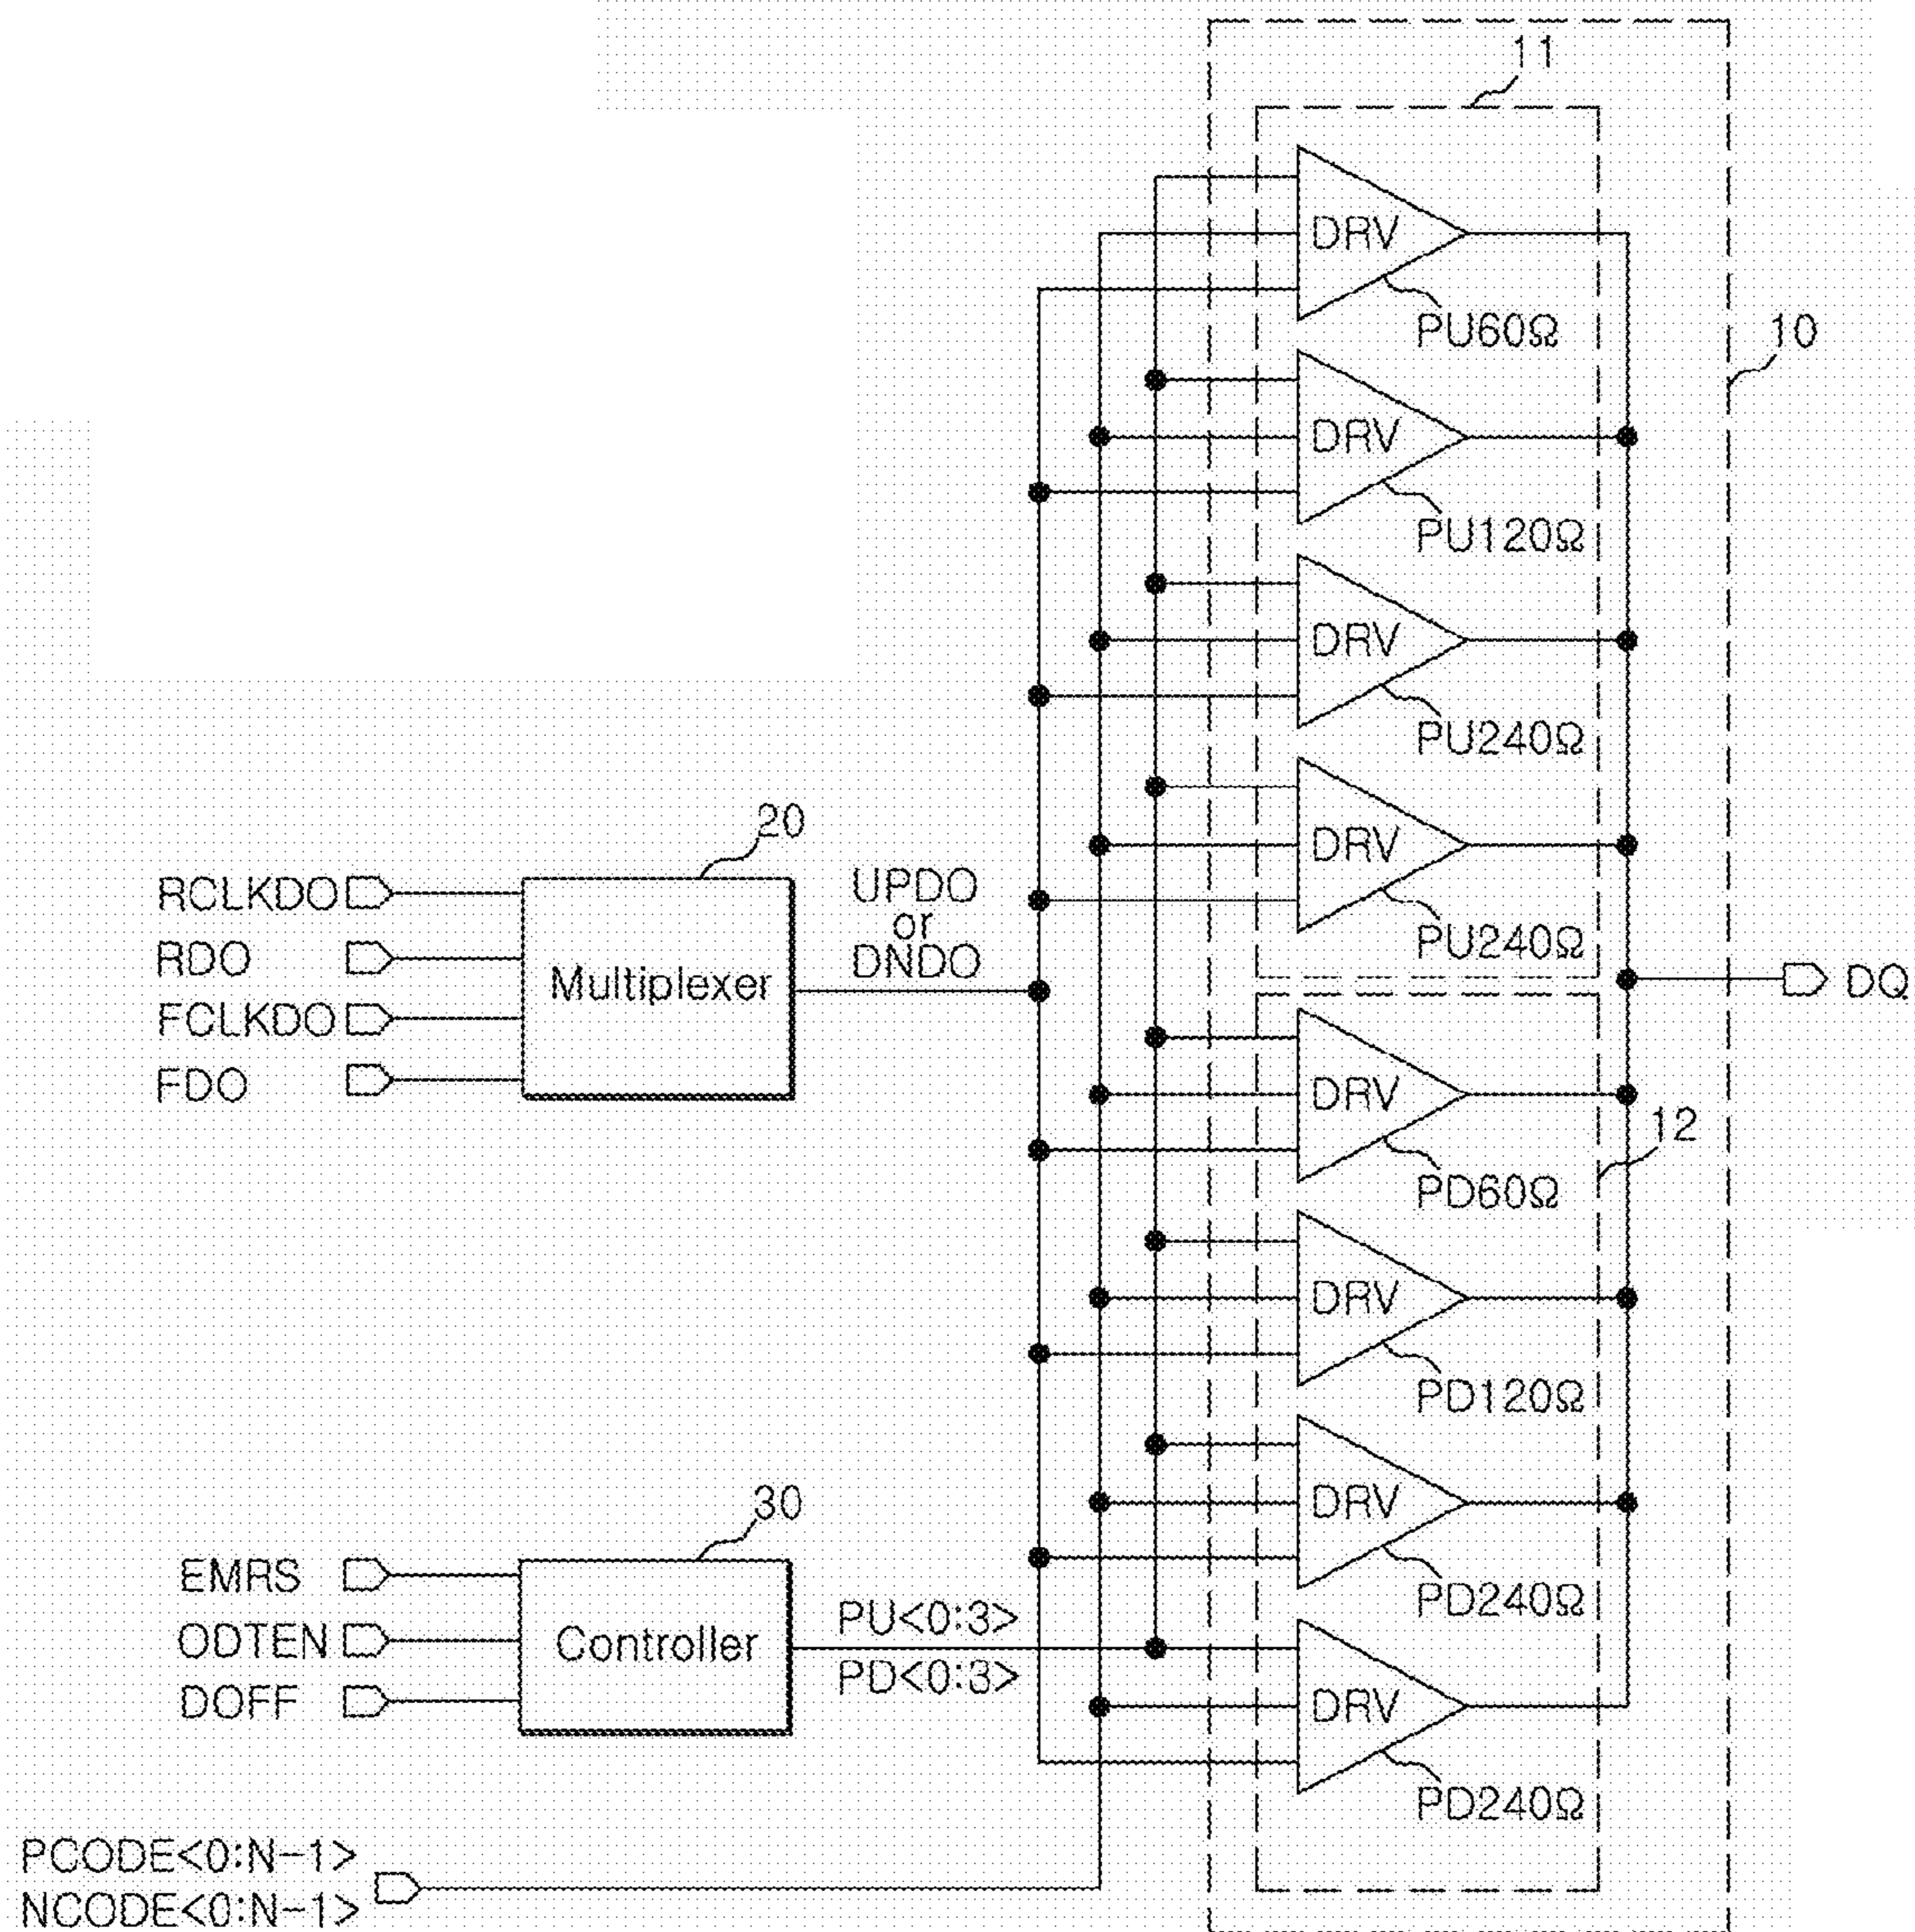 11
DRV
PU60Ω
10
DRV
PU120Ω
DRV
PU240Ω
DRV
PU240Ω
20
RCLKDO
RDO
FCLKDO
FDO
Multiplexer
UPDO
or
DNDO
DQ
DRV
12
PD60Ω
DRV
PD120Ω
DRV
PD240Ω
30
EMRS
ODTEN
DOFF
Controller
PU<0:3>
PD<0:3>
DRV
PD240Ω
PCODE<0:N-1>
NCODE<0:N-1>